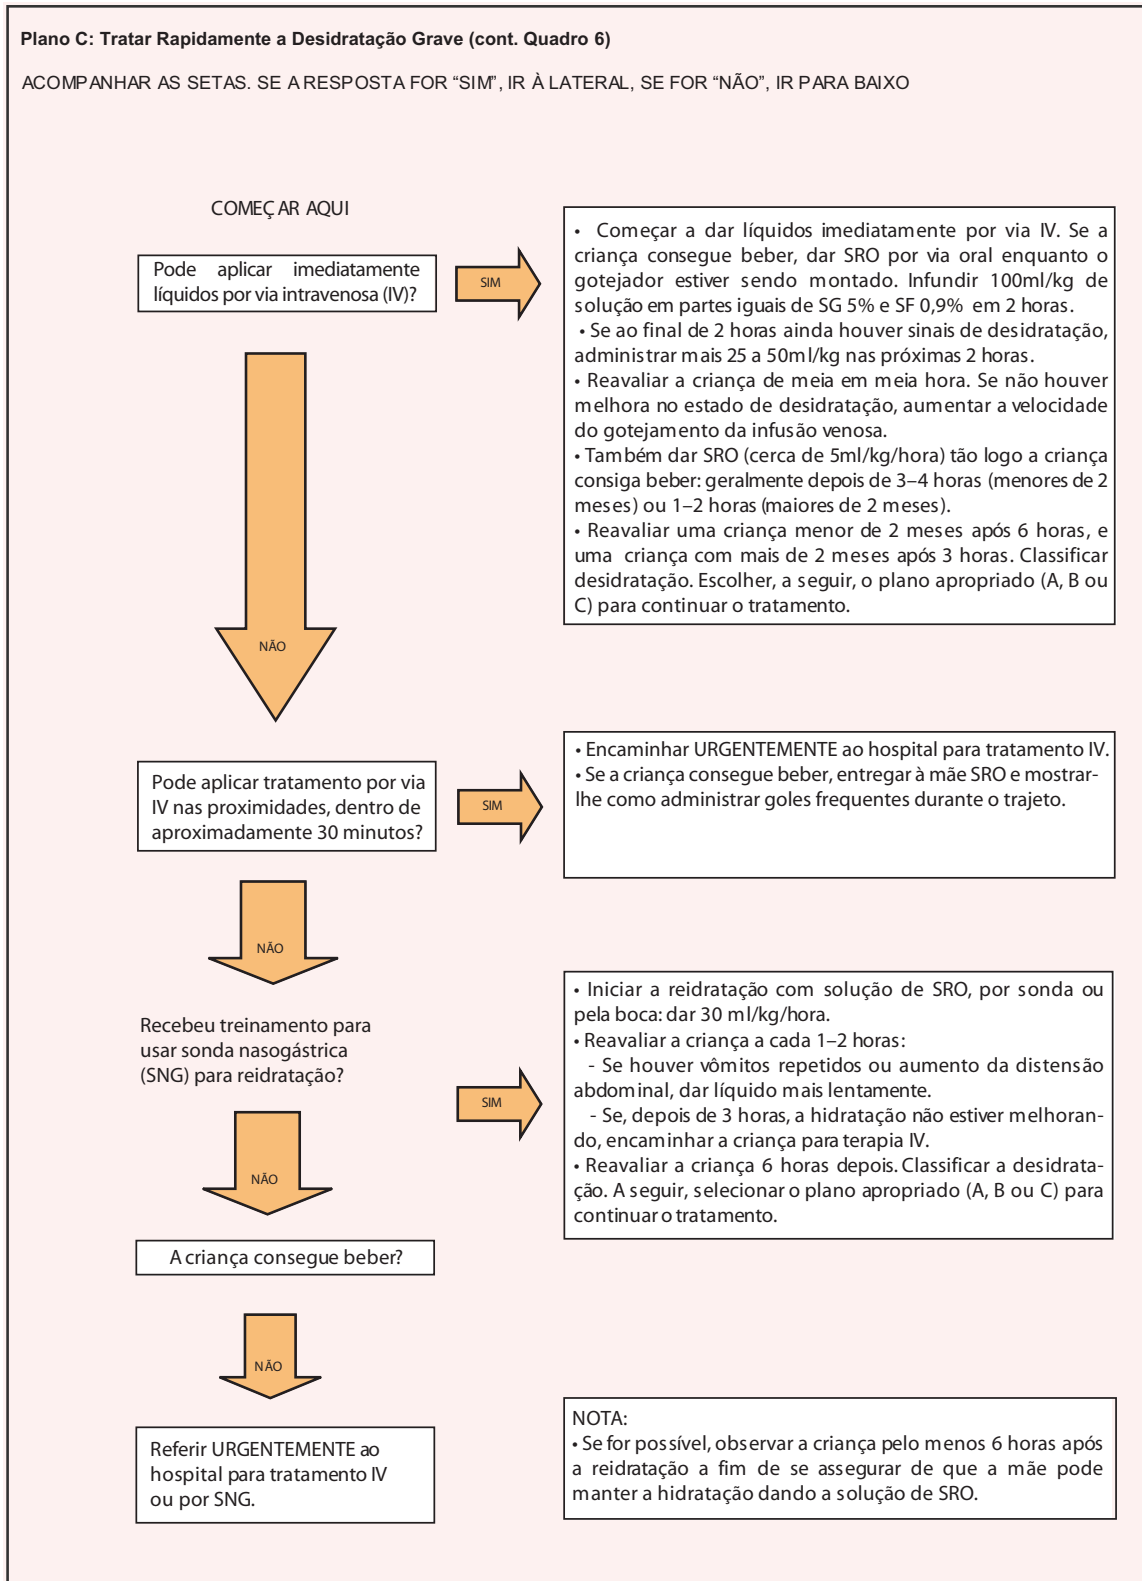 Plano C: Tratar Rapidamente a Desidratação Grave (cont. Quadro 6)
ACOMPANHAR AS SETAS. SE A RESPOSTA FOR “SIM”, IR À LATERAL, SE FOR “NÃO”, IR PARA BAIXO
COMEÇAR AQUI
Pode aplicar imediatamente
líquidos por via intravenosa (IV)?
SIM
• Começar a dar líquidos imediatamente por via IV. Se a
criança consegue beber, dar SRO por via oral enquanto o
gotejador estiver sendo montado. Infundir 100ml/kg de
solução em partes iguais de SG 5% e SF 0,9% em 2 horas.
• Se ao final de 2 horas ainda houver sinais de desidratação,
administrar mais 25 a 50ml/kg nas próximas 2 horas.
• Reavaliar a criança de meia em meia hora. Se não houver
melhora no estado de desidratação, aumentar a velocidade
do gotejamento da infusão venosa.
• Também dar SRO (cerca de 5ml/kg/hora) tão logo a criança
consiga beber: geralmente depois de 3–4 horas (menores de 2
meses) ou 1–2 horas (maiores de 2 meses).
• Reavaliar uma criança menor de 2 meses após 6 horas, e
uma criança com mais de 2 meses após 3 horas. Classificar
desidratação. Escolher, a seguir, o plano apropriado (A, B ou
C) para continuar o tratamento.
NÃO
Pode aplicar tratamento por via
IV nas proximidades, dentro de
aproximadamente 30 minutos?
SIM
• Encaminhar URGENTEMENTE ao hospital para tratamento IV.
• Se a criança consegue beber, entregar à mãe SRO e mostrar-
lhe como administrar goles frequentes durante o trajeto.
NÃO
Recebeu treinamento para
usar sonda nasogástrica
(SNG) para reidratação?
SIM
• Iniciar a reidratação com solução de SRO, por sonda ou
pela boca: dar 30 ml/kg/hora.
• Reavaliar a criança a cada 1–2 horas:
- Se houver vômitos repetidos ou aumento da distensão
abdominal, dar líquido mais lentamente.
- Se, depois de 3 horas, a hidratação não estiver melhoran-
do, encaminhar a criança para terapia IV.
• Reavaliar a criança 6 horas depois. Classificar a desidrata-
ção. A seguir, selecionar o plano apropriado (A, B ou C) para
continuar o tratamento.
NÃO
A criança consegue beber?
NÃO
Referir URGENTEMENTE ao
hospital para tratamento IV
ou por SNG.
NOTA:
• Se for possível, observar a criança pelo menos 6 horas após
a reidratação a fim de se assegurar de que a mãe pode
manter a hidratação dando a solução de SRO.